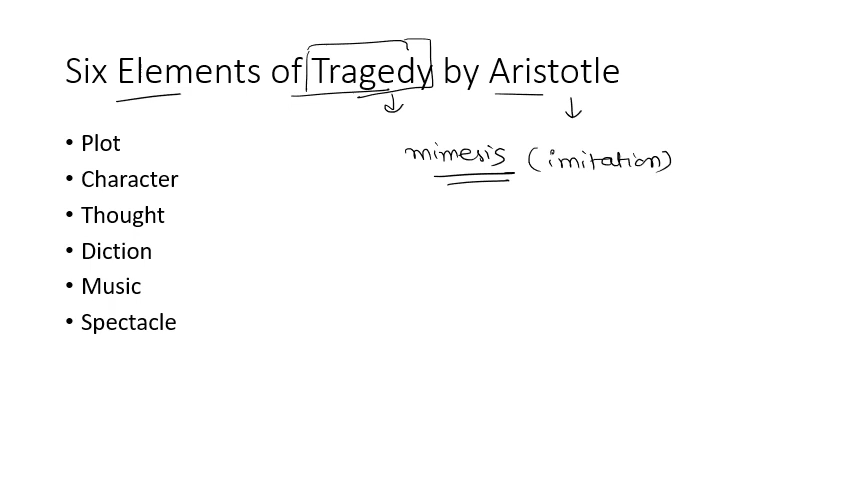 Six Elements of Tragedy by Aristotle
• Plot
mimesis (imitation)
• Character
• Thought
• Diction
• Music
• Spectacle